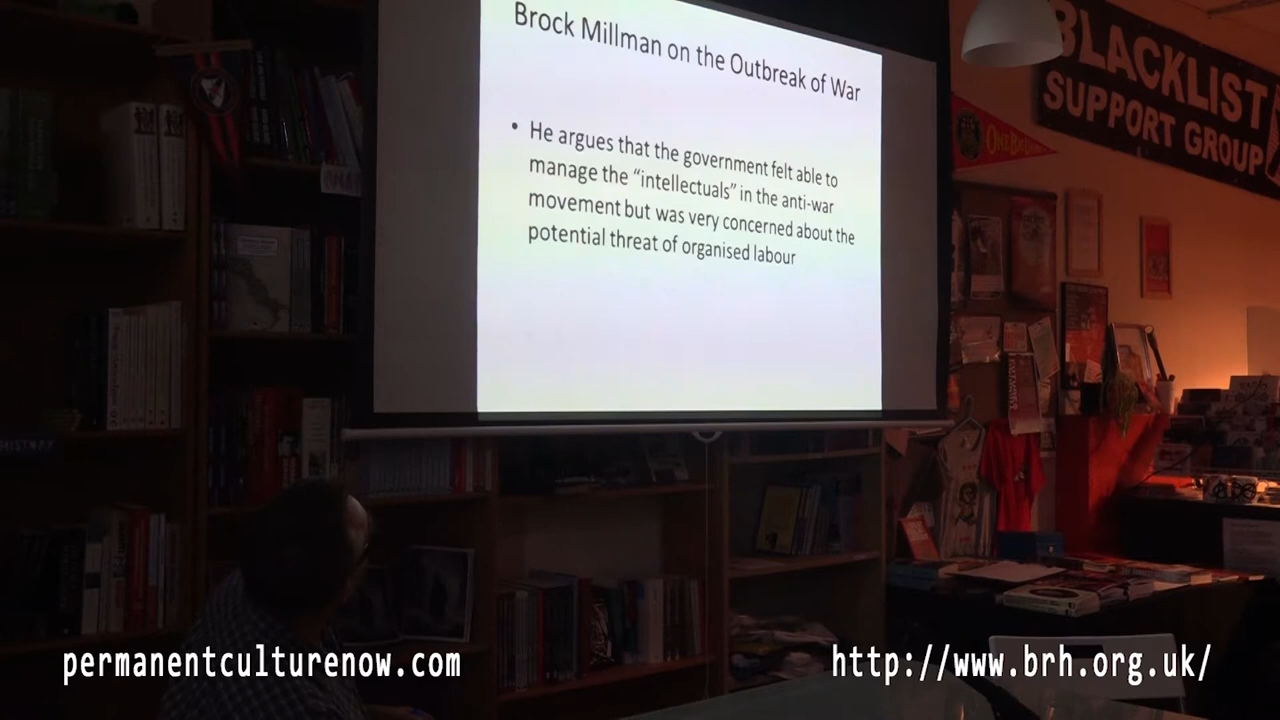 Brock Millman on the Outbreak of War
• He argues that the government felt able to
manage the “intellectuals” in the anti-war
movement but was very concerned about the
potential threat of organised labour
BLACKLIST
SUPPORT GROUP
permanentculturenow.com
http://www.brh.org.uk/